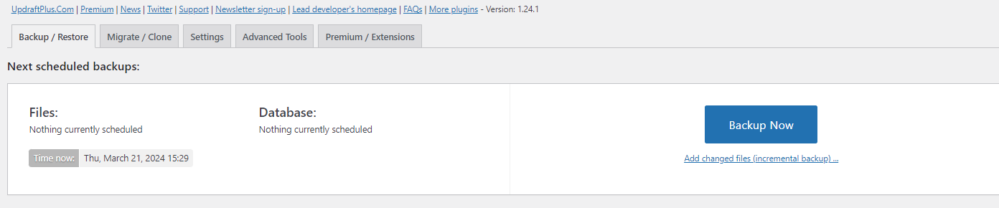 UpdraftPlus.Com | Premium | News | Twitter | Support | Newsletter sign-up | Lead developer's homepage | FAQs | More plugins - Version: 1.24.1
Backup / Restore Migrate / Clone Settings Advanced Tools Premium / Extensions
Next scheduled backups:
Files: Database:
Nothing currently scheduled Nothing currently scheduled
Backup Now
Time now: Thu, March 21, 2024 15:29
Add changed files (incremental backup) ...